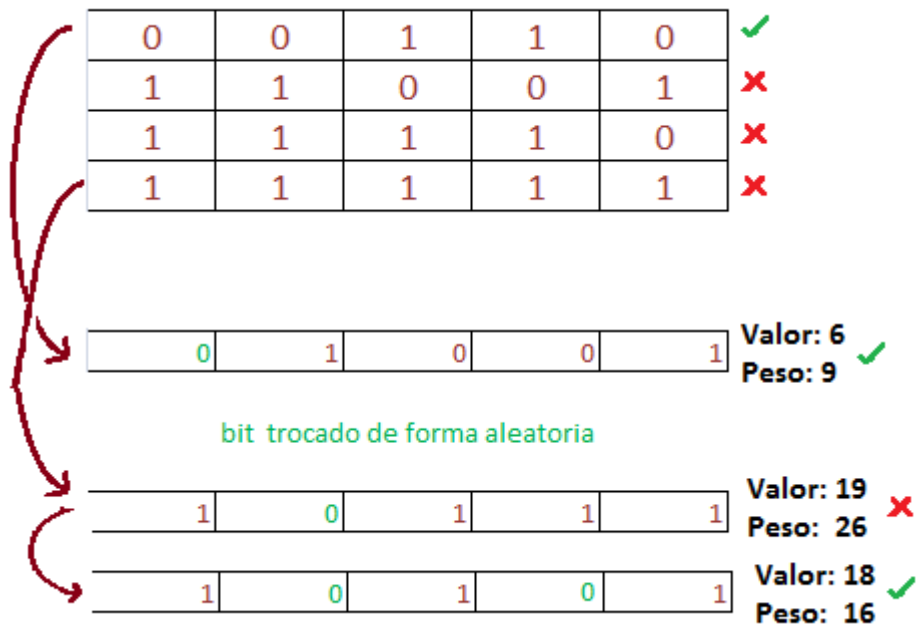 0 0 1 1 0
1 1 0 0 1
1 1 1 1 0
1 1 1 1 1
0 1 0 0 1
Valor: 6
Peso: 9
bit trocado de forma aleatoria
1 0 1 1 1
Valor: 19
Peso: 26
1 0 1 0 1
Valor: 18
Peso: 16